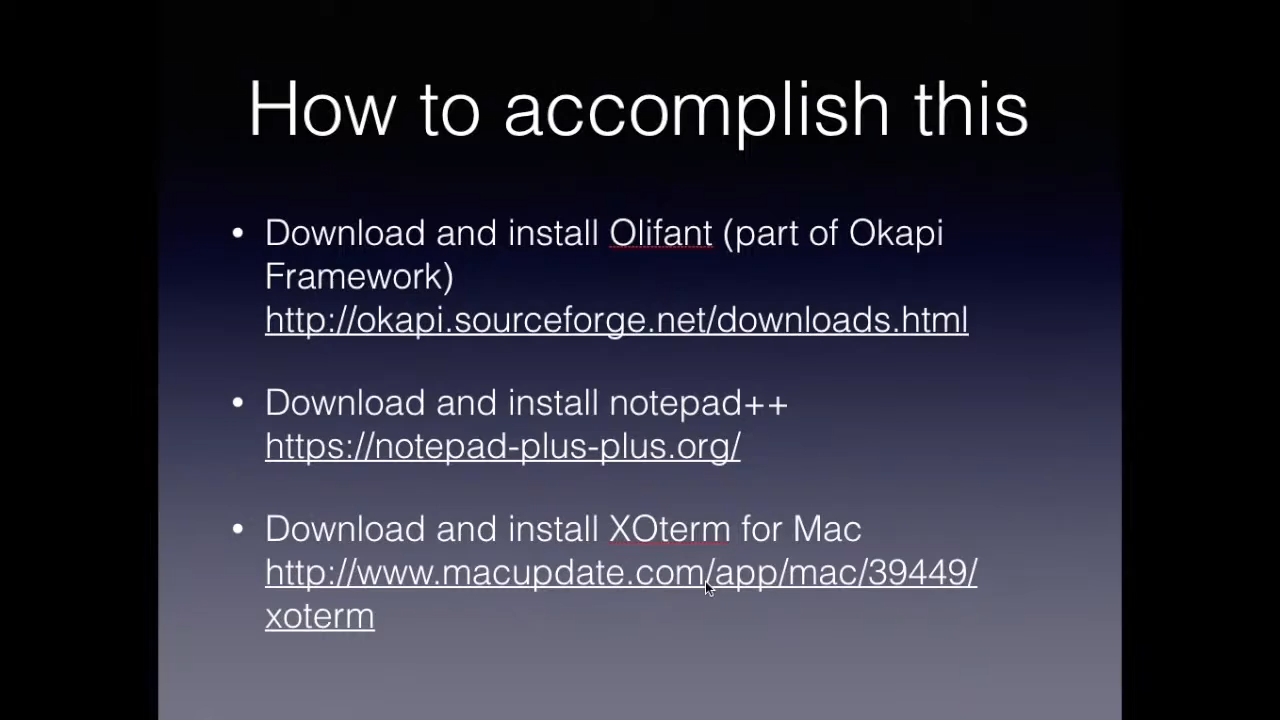 How to accomplish this
• Download and install Olifant (part of Okapi
Framework)
http://okapi.sourceforge.net/downloads.html
• Download and install notepad++
https://notepad-plus-plus.org/
• Download and install XOterm for Mac
http://www.macupdate.com/app/mac/39449/
xoterm